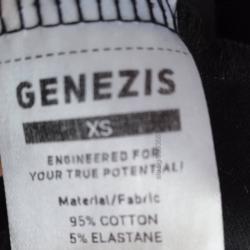 GENEZIS
XS
ENGINEERED FOR
YOUR TRUE POTENTIAL!
Material/Fabric
95% COTTON
5% ELASTANE